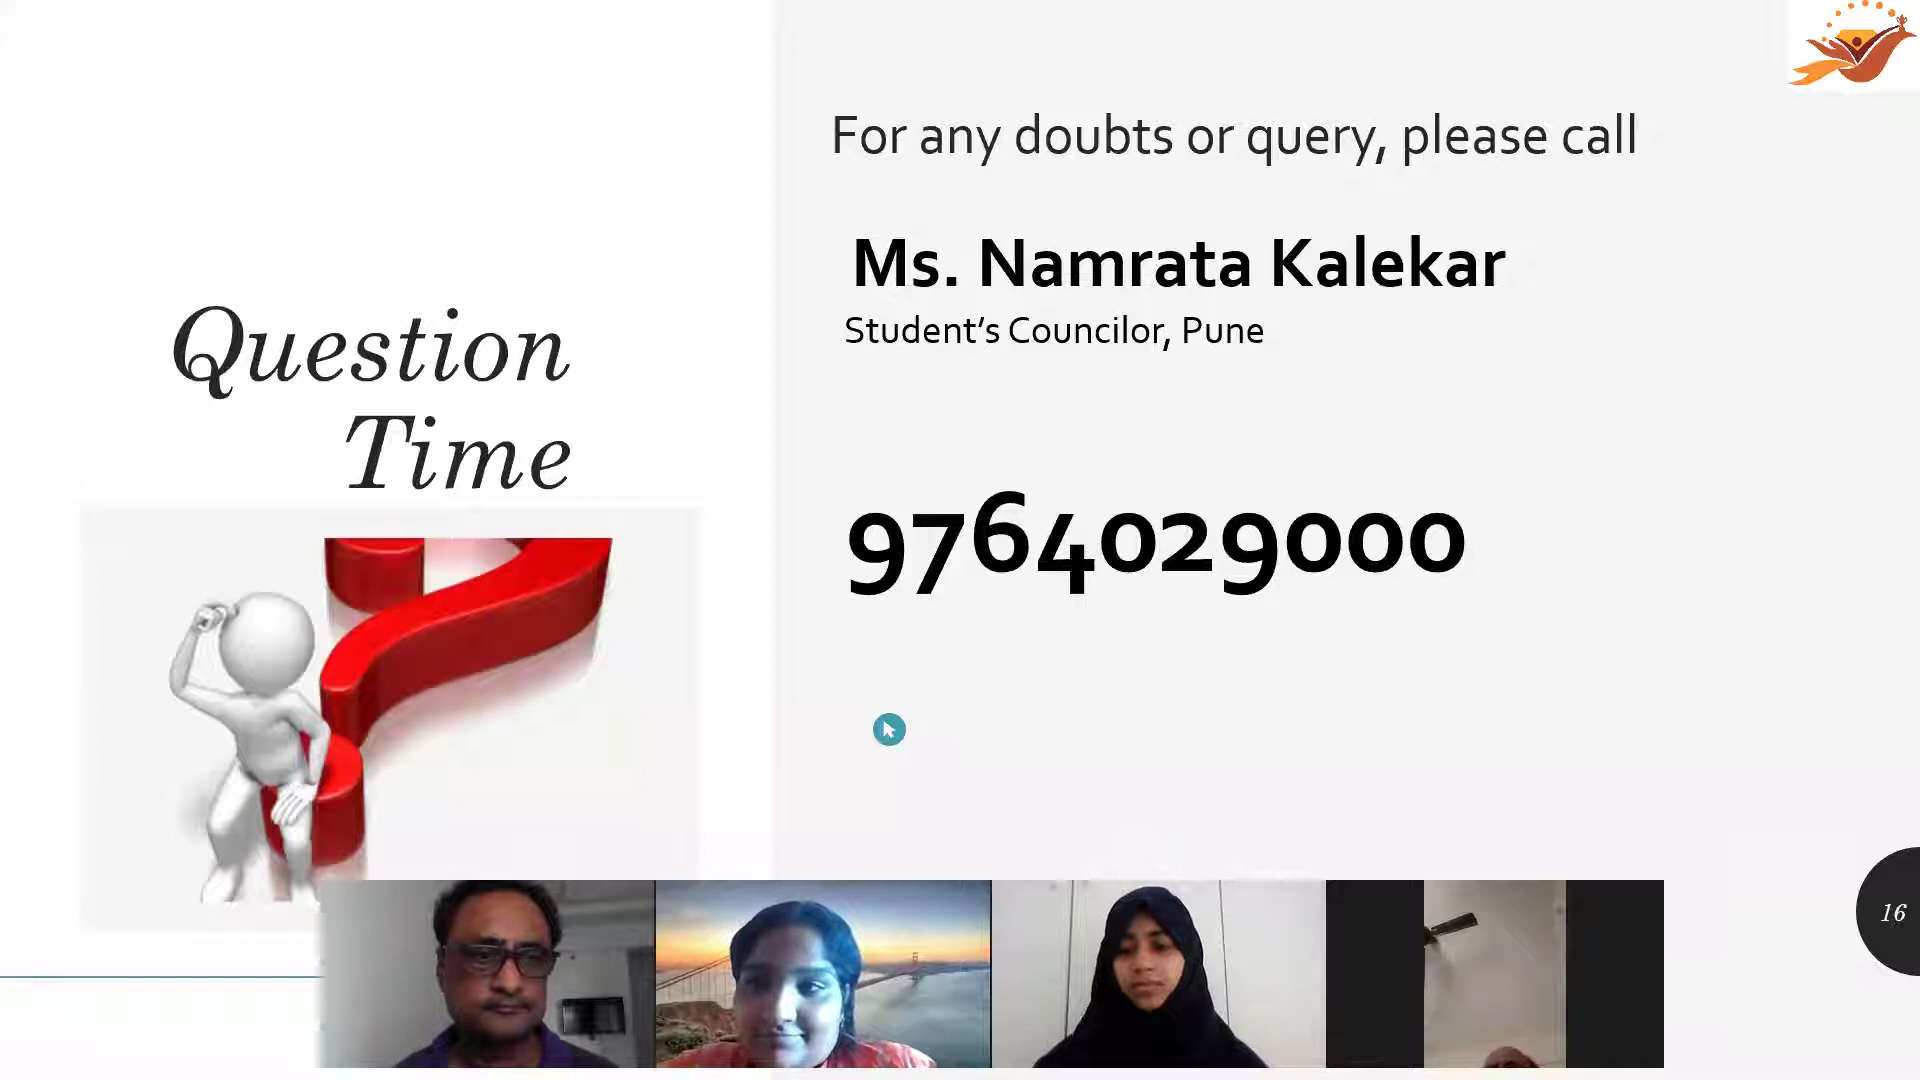 Question
Time
For any doubts or query, please call
Ms. Namrata Kalekar
Student’s Councilor, Pune
9764029000
16